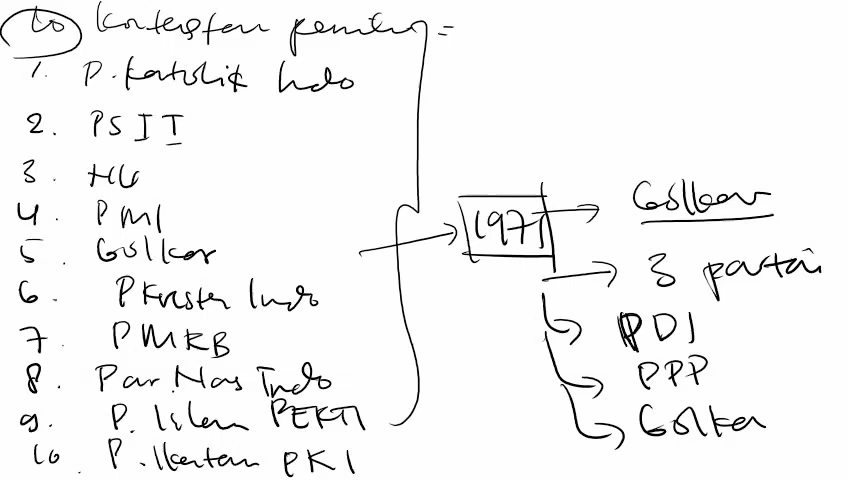 10 kontestan pemilu =
1. P. Katolik Indo
2. PSII
3. NU
4. PMI
5. Golkar
6. P Kristen Indo
7. PMRB
8. Par. Nas Indo
9. P. Islam PERTI
10 P. Ikatan PKI
1971
Golkar
3 partai
PDI
PPP
Golkar